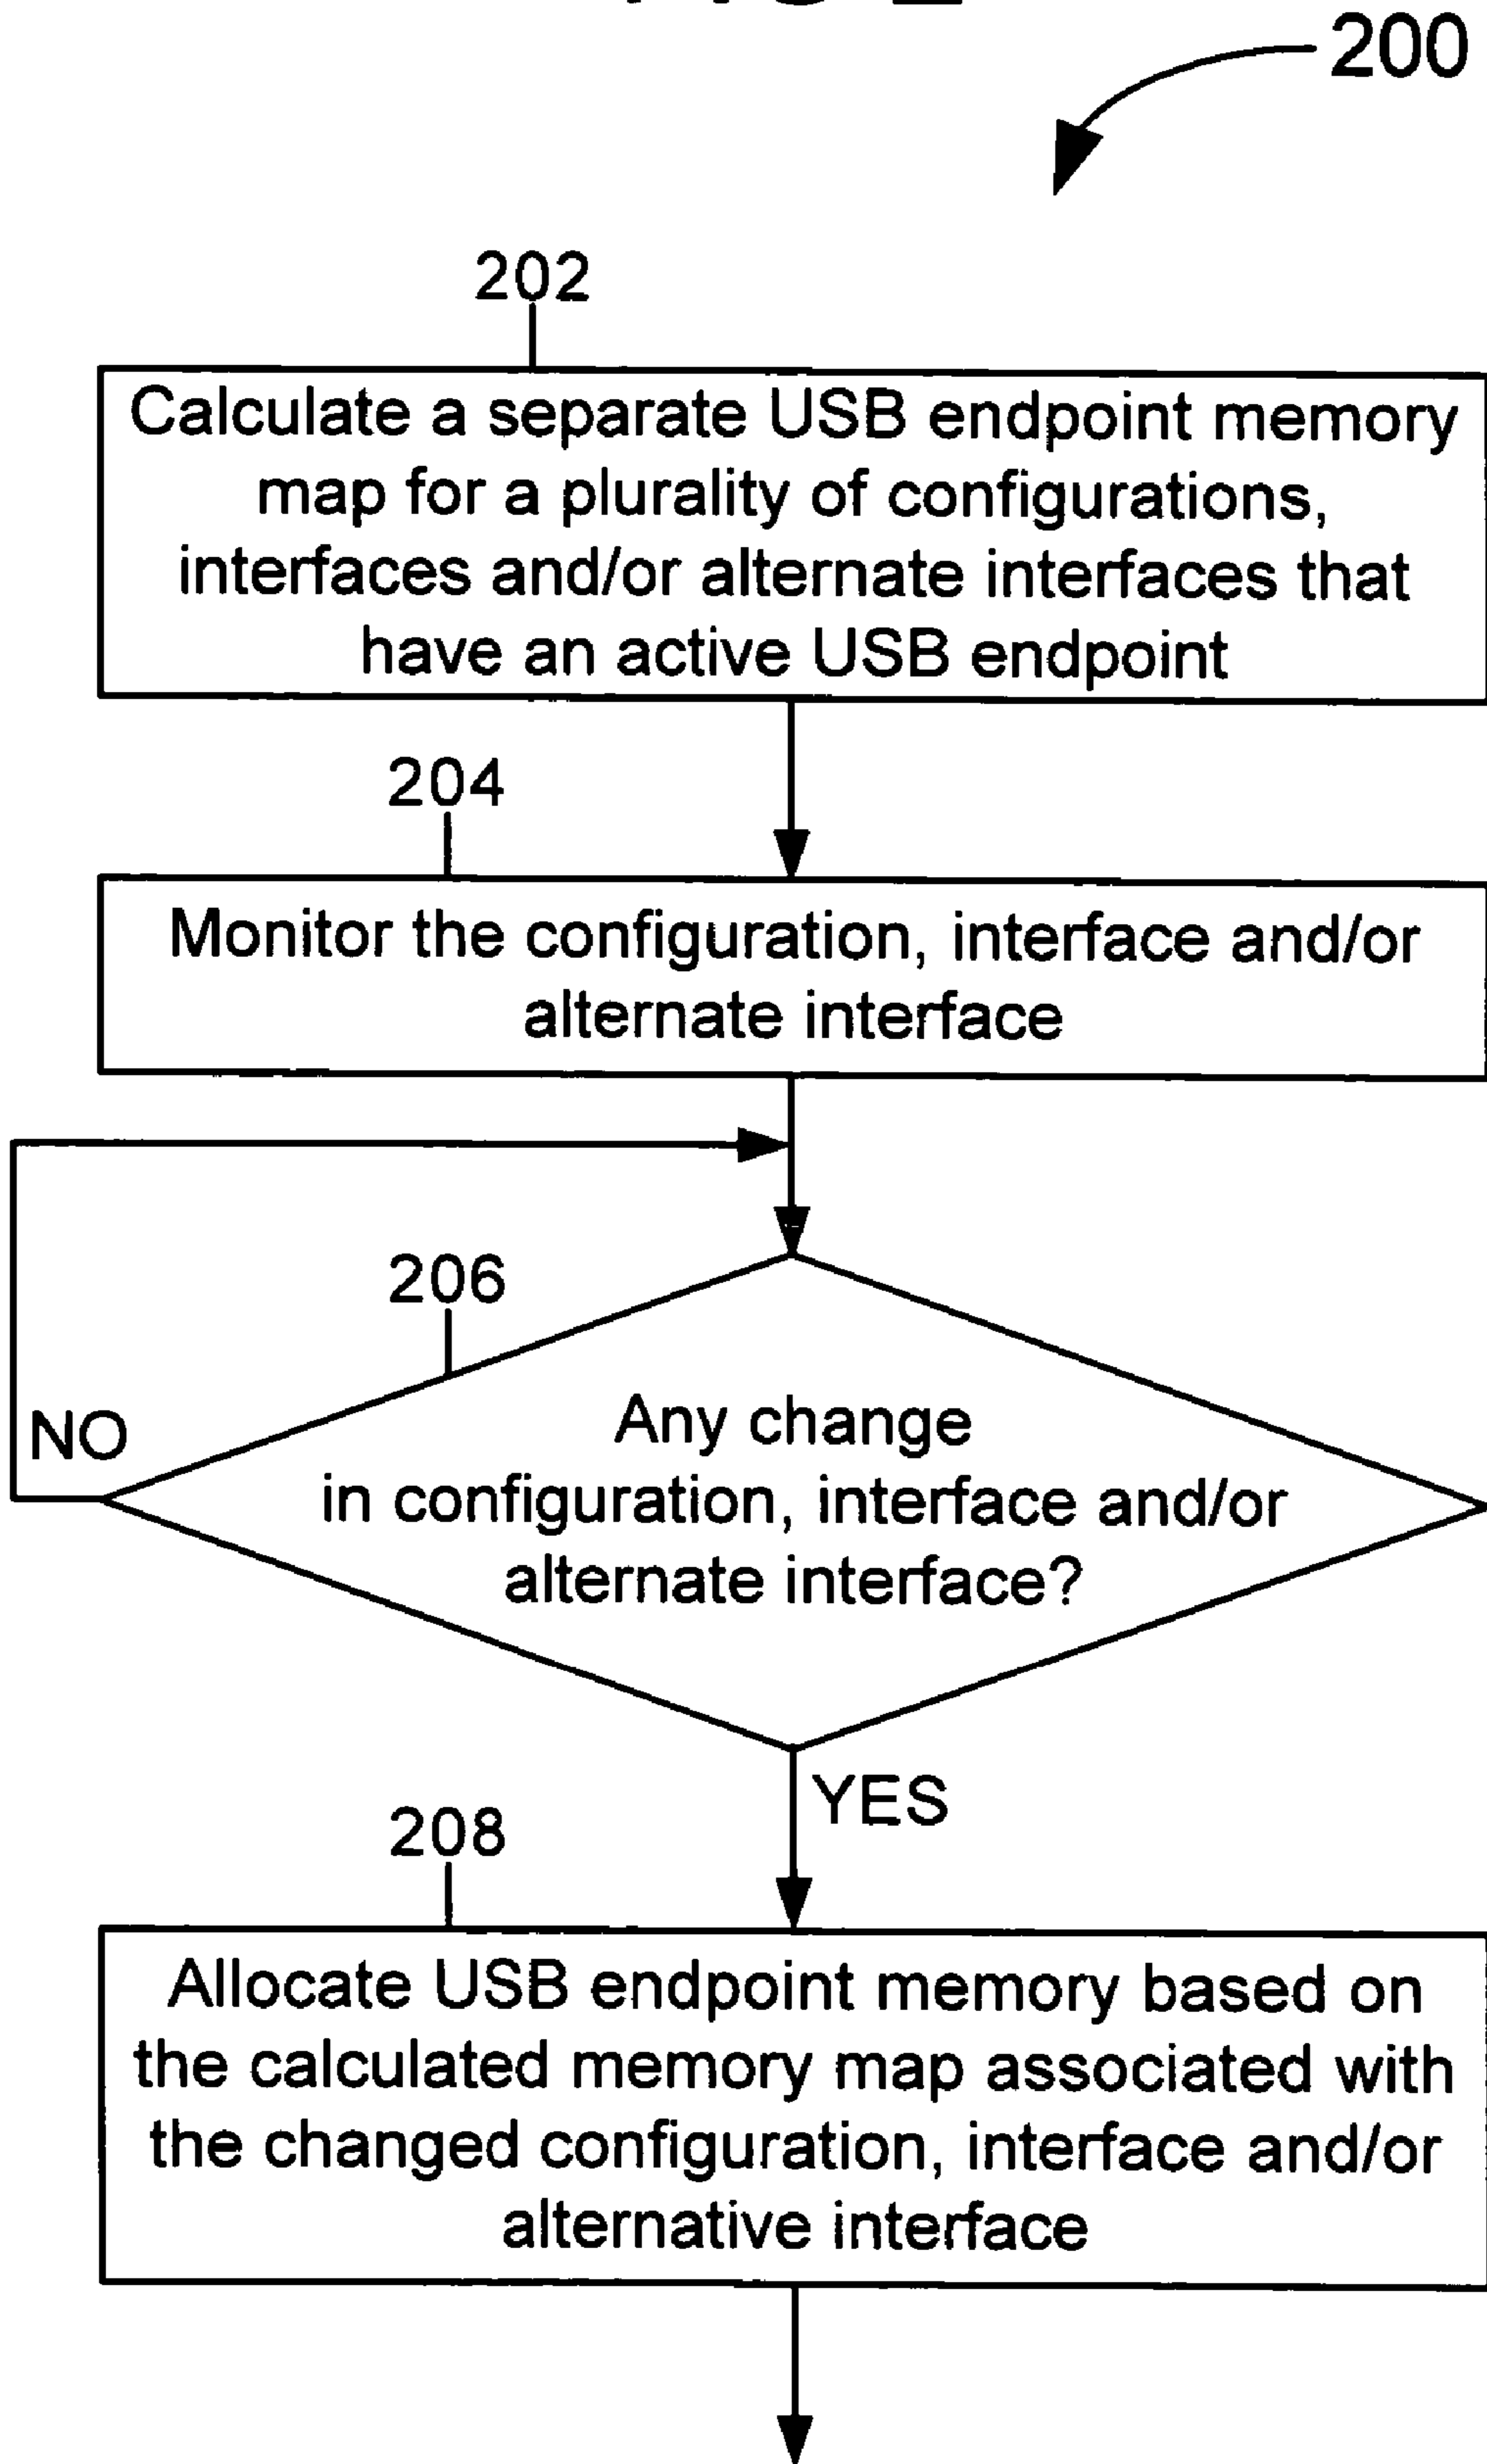 200
202
Calculate a separate USB endpoint memory
map for a plurality of configurations,
interfaces and/or alternate interfaces that
have an active USB endpoint
204
Monitor the configuration, interface and/or
alternate interface
206
NO
Any change
in configuration, interface and/or
alternate interface?
YES
208
Allocate USB endpoint memory based on
the calculated memory map associated with
the changed configuration, interface and/or
alternative interface